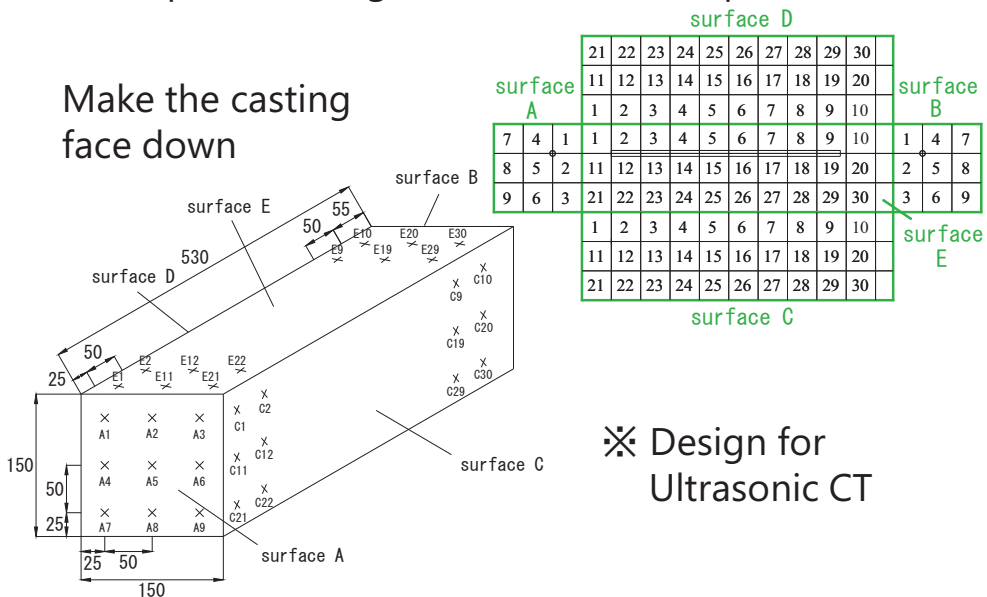 surface D
21 22 23 24 25 26 27 28 29 30
11 12 13 14 15 16 17 18 19 20
1 2 3 4 5 6 7 8 9 10
surface A
surface B
7 4 1 1 2 3 4 5 6 7 8 9 10 1 4 7
8 5 2 11 12 13 14 15 16 17 18 19 20 2 5 8
9 6 3 21 22 23 24 25 26 27 28 29 30 3 6 9
1 2 3 4 5 6 7 8 9 10
11 12 13 14 15 16 17 18 19 20
21 22 23 24 25 26 27 28 29 30
surface E
surface C
Make the casting
face down
surface B
surface E
surface D
530
50
55
E10 E20 E30
E9 E19 E29
50
25
E2 E12 E22
E1 E11 E21
C10
C9
C20
C19
C30
C29
C2
C1
C12
C11
C22
C21
A1 A2 A3
A4 A5 A6
A7 A8 A9
150
50
25
25 50
150
surface A
surface C
※ Design for
Ultrasonic CT